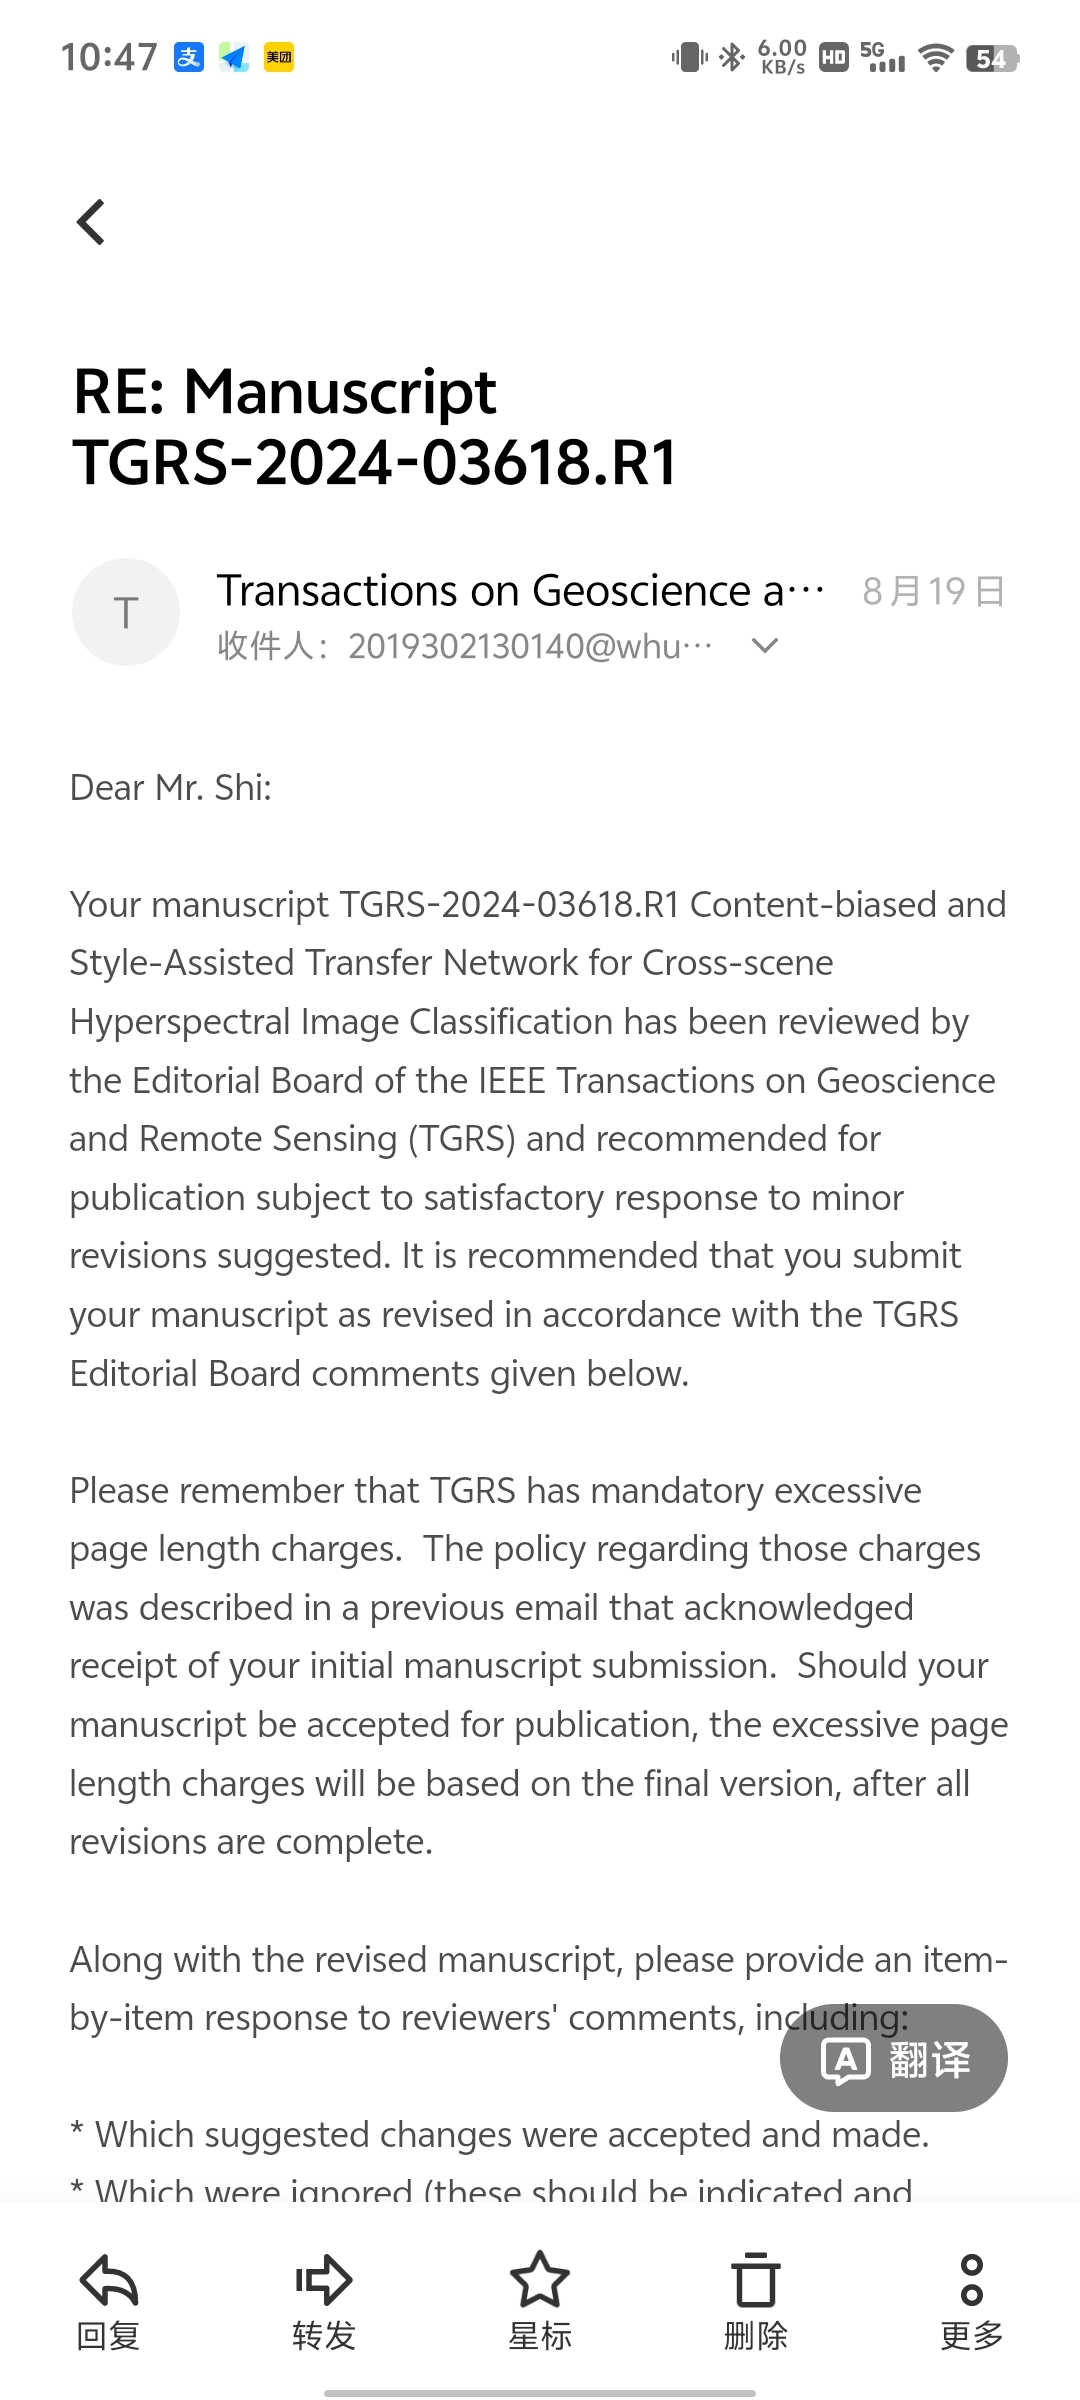 10:47 支 美团 6.00 KB/s HD 5G 54
RE: Manuscript
TGRS-2024-03618.R1
T
Transactions on Geoscience a··· 8月19日
收件人： 2019302130140@whu···
Dear Mr. Shi:
Your manuscript TGRS-2024-03618.R1 Content-biased and
Style-Assisted Transfer Network for Cross-scene
Hyperspectral Image Classification has been reviewed by
the Editorial Board of the IEEE Transactions on Geoscience
and Remote Sensing (TGRS) and recommended for
publication subject to satisfactory response to minor
revisions suggested. It is recommended that you submit
your manuscript as revised in accordance with the TGRS
Editorial Board comments given below.
Please remember that TGRS has mandatory excessive
page length charges.  The policy regarding those charges
was described in a previous email that acknowledged
receipt of your initial manuscript submission.  Should your
manuscript be accepted for publication, the excessive page
length charges will be based on the final version, after all
revisions are complete.
Along with the revised manuscript, please provide an item-
by-item response to reviewers' comments, including:
A 翻译
* Which suggested changes were accepted and made.
* Which were ignored (these should be indicated and
回复 转发 星标 删除 更多